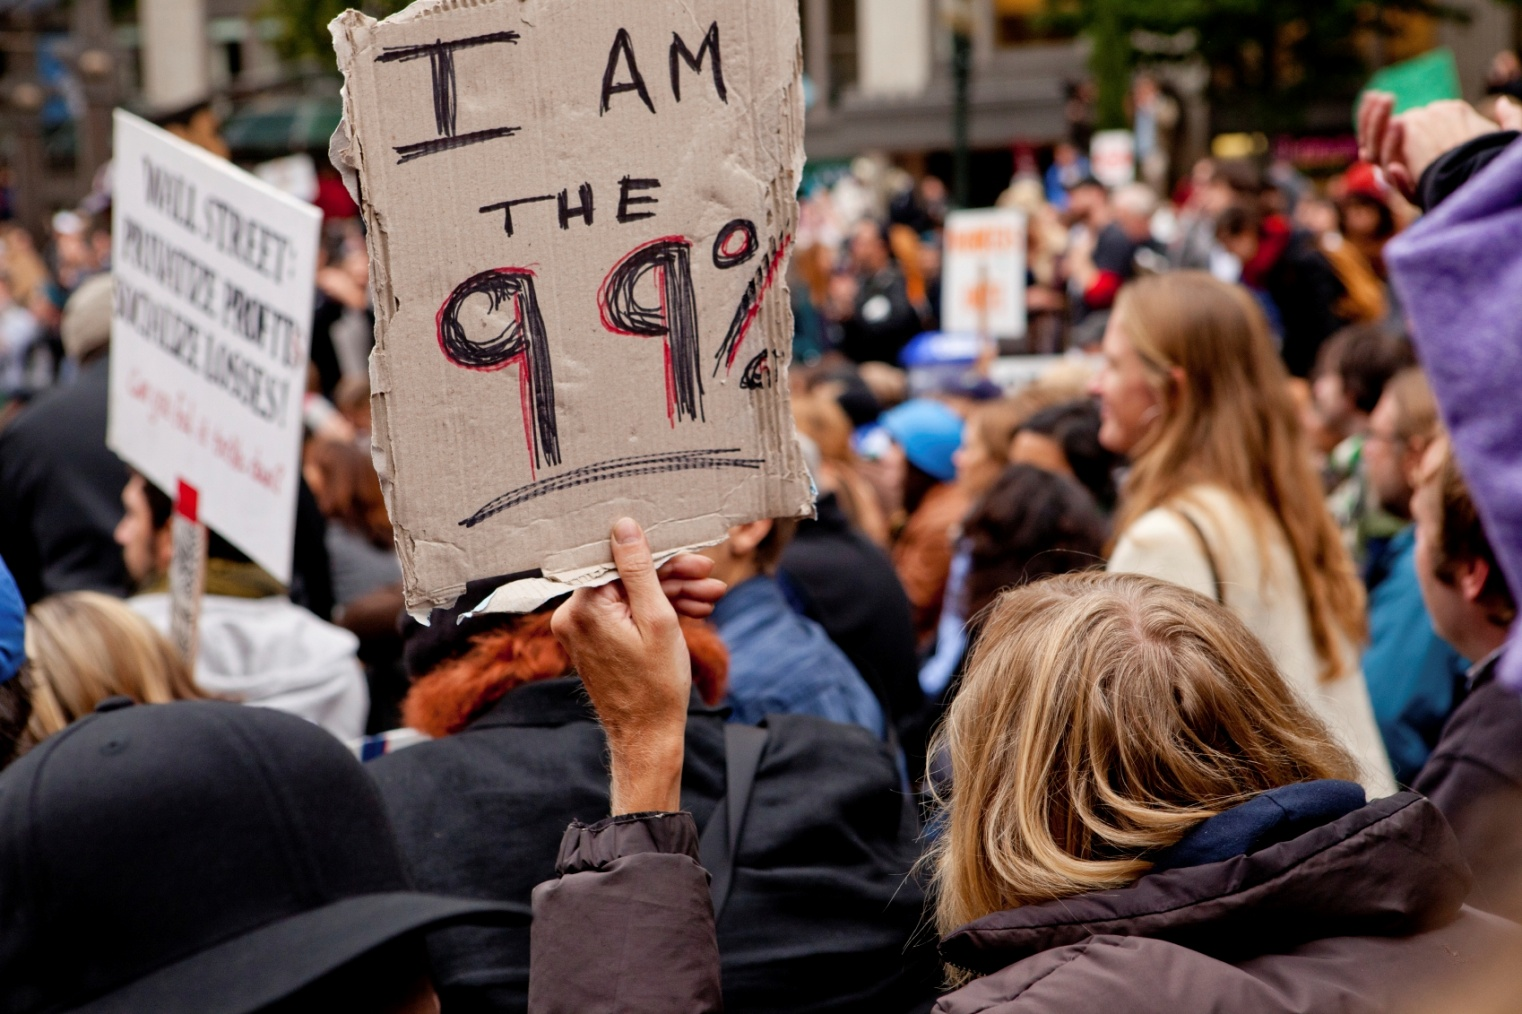 I AM
THE
99%
"WALL STREET:
PRIVATIZE PROFITS
SOCIALIZE LOSSES!